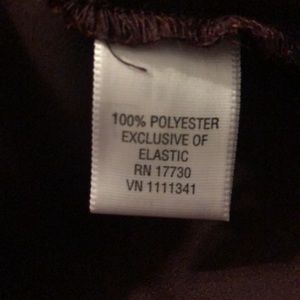 100% POLYESTER
EXCLUSIVE OF
ELASTIC
RN 17730
VN 1111341